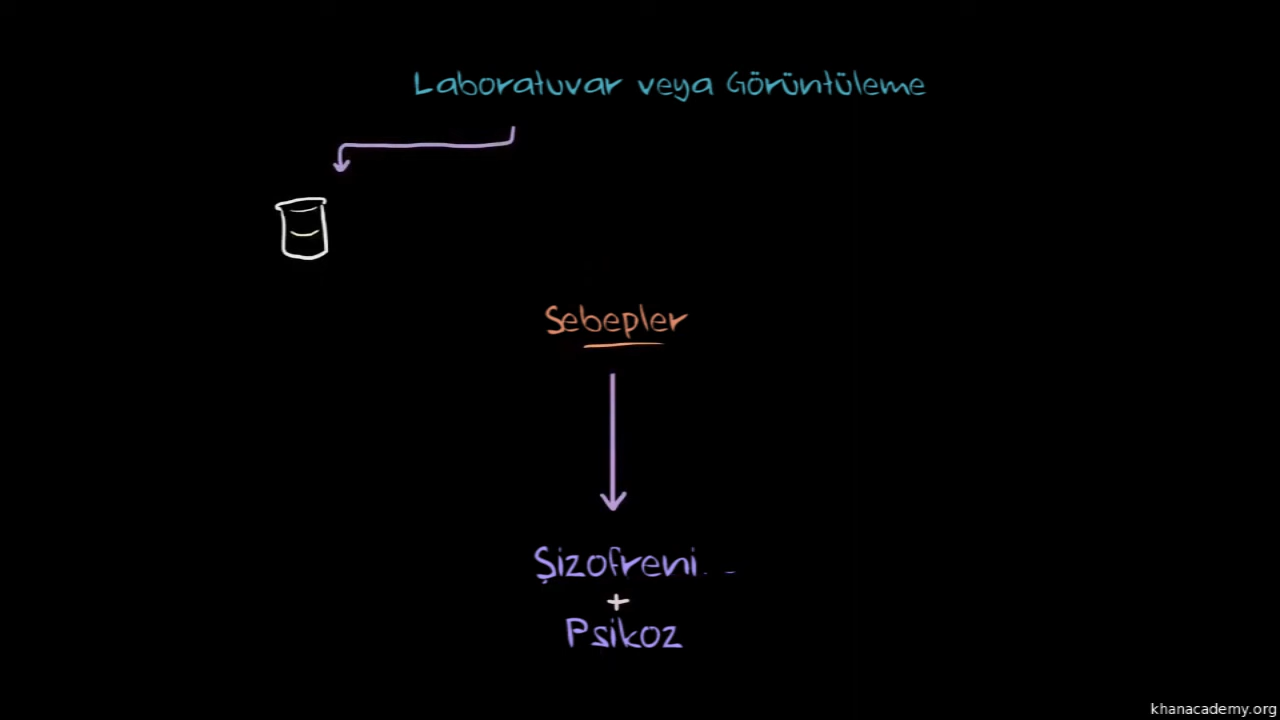 Laboratuvar veya Görüntüleme
Sebepler
Şizofreni..
+
Psikoz
khanacademy.org